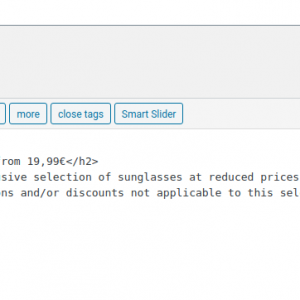 more close tags Smart Slider
rom 19,99€</h2>
sive selection of sunglasses at reduced prices
ns and/or discounts not applicable to this sel